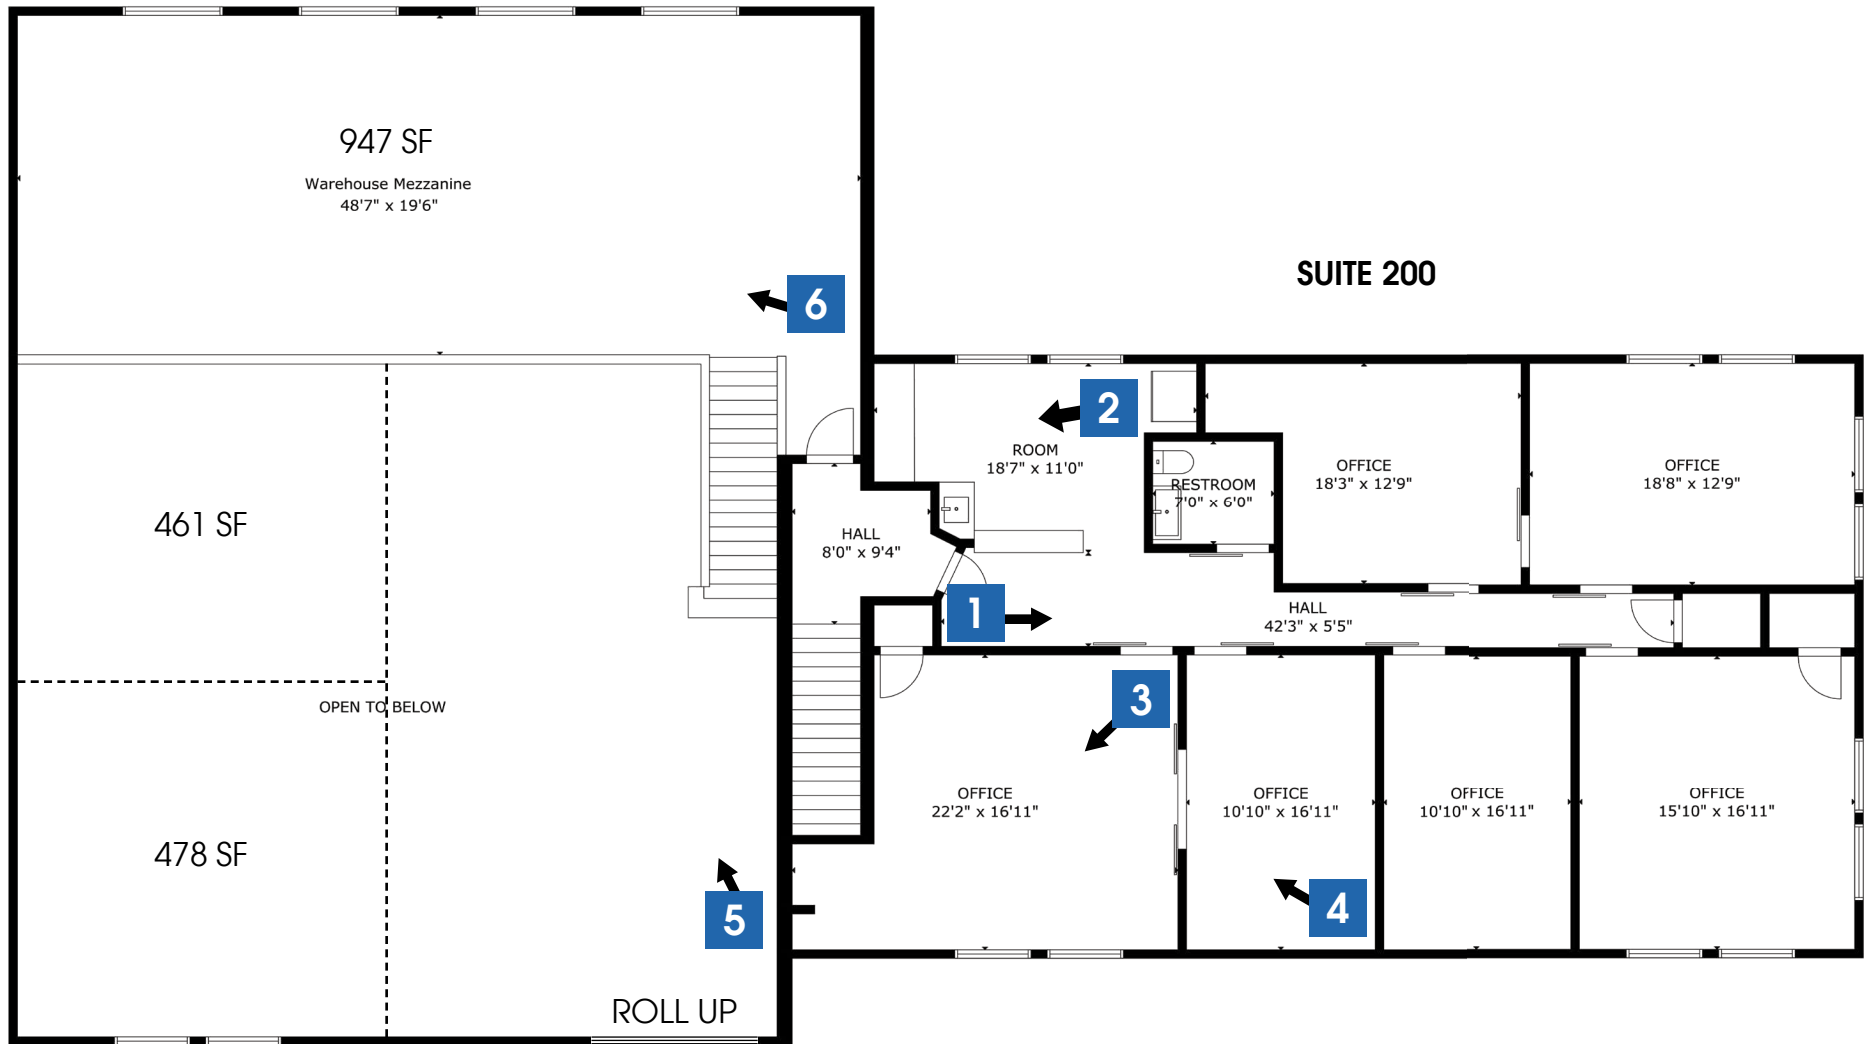 947 SF
Warehouse Mezzanine
48'7" x 19'6"
6
SUITE 200
2
ROOM
18'7" x 11'0"
RESTROOM
7'0" x 6'0"
OFFICE
18'3" x 12'9"
OFFICE
18'8" x 12'9"
461 SF
HALL
8'0" x 9'4"
1
HALL
42'3" x 5'5"
OPEN TO BELOW
3
OFFICE
22'2" x 16'11"
OFFICE
10'10" x 16'11"
OFFICE
10'10" x 16'11"
OFFICE
15'10" x 16'11"
478 SF
5
4
ROLL UP